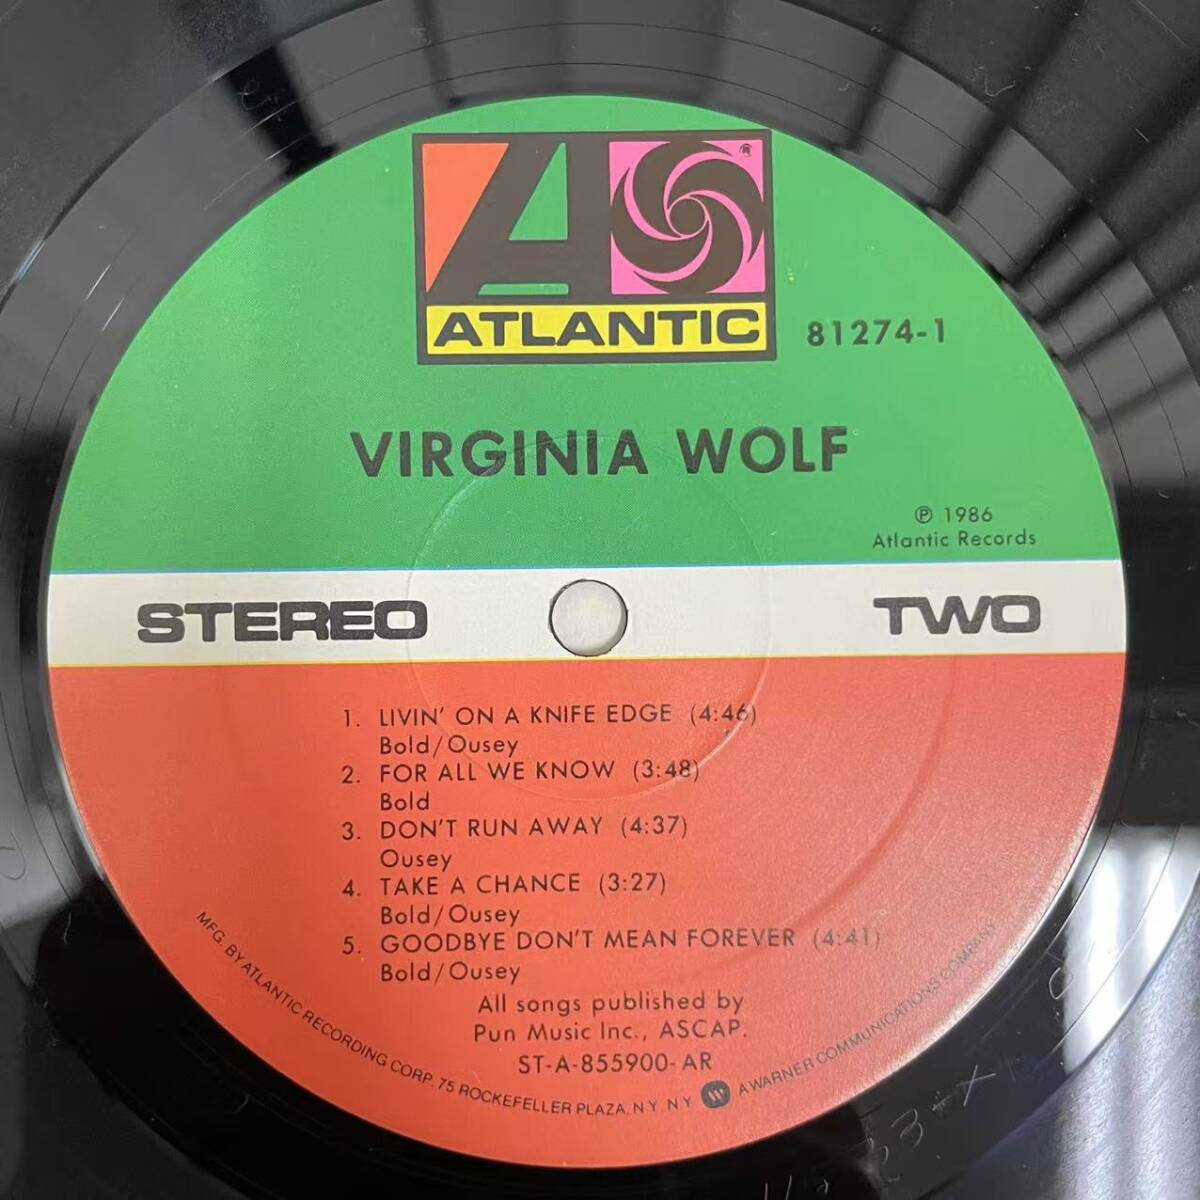 ®
ATLANTIC
81274-1
VIRGINIA WOLF
℗ 1986
Atlantic Records
STEREO
TWO
1. LIVIN' ON A KNIFE EDGE (4:46)
Bold/Ousey
2. FOR ALL WE KNOW (3:48)
Bold
3. DON'T RUN AWAY (4:37)
Ousey
4. TAKE A CHANCE (3:27)
Bold/Ousey
5. GOODBYE DON'T MEAN FOREVER (4:41)
Bold/Ousey
All songs published by
Pun Music Inc., ASCAP.
ST-A-855900-AR
MFG. BY ATLANTIC RECORDING CORP. 75 ROCKEFELLER PLAZA, N.Y. N.Y. A WARNER COMMUNICATIONS COMPANY